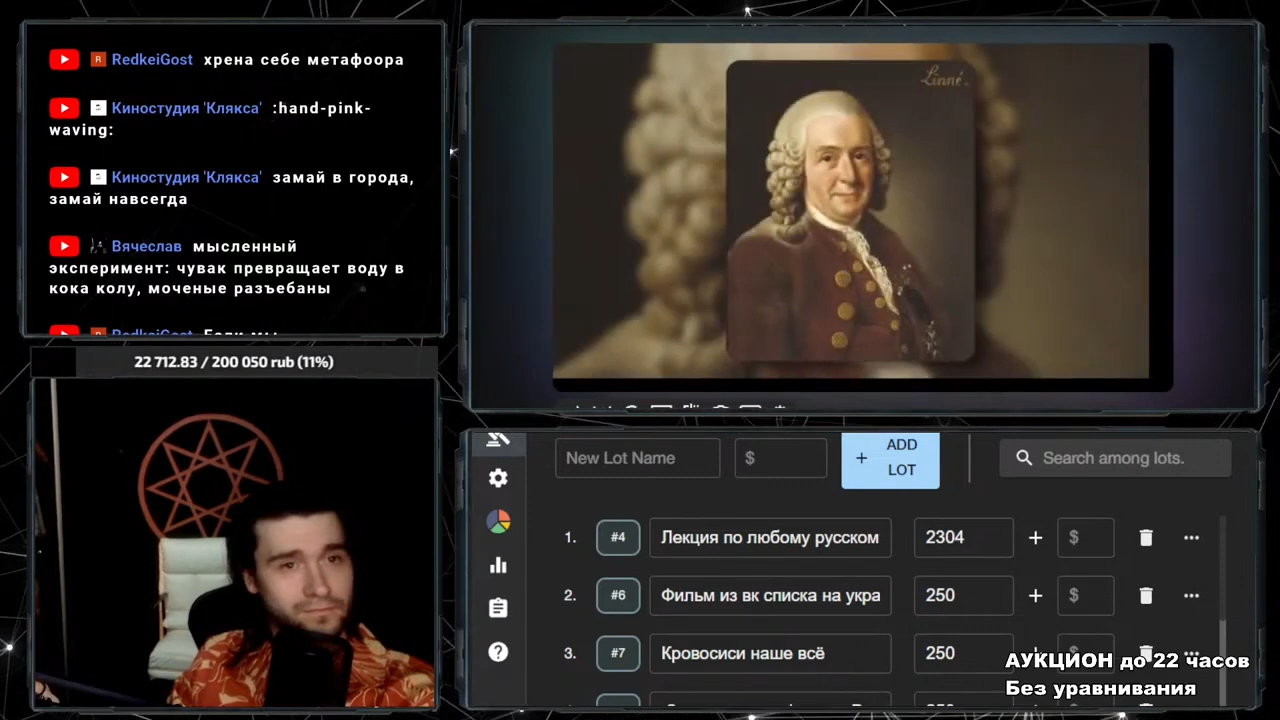 RedkeiGost хрена себе метафоора
Киностудия 'Клякса' :hand-pink-
waving:
Киностудия 'Клякса' замай в города,
замай навсегда
Вячеслав мысленный
эксперимент: чувак превращает воду в
кока колу, моченые разъебаны
RedkeiGost Если мы
22 712.83 / 200 050 rub (11%)
Linné.
New Lot Name $ + ADD
LOT
Search among lots.
1. #4 Лекция по любому русском 2304 + $
2. #6 Фильм из вк списка на укра 250 + $
3. #7 Кровосиси наше всё 250 + $
АУКЦИОН до 22 часов
Без уравнивания